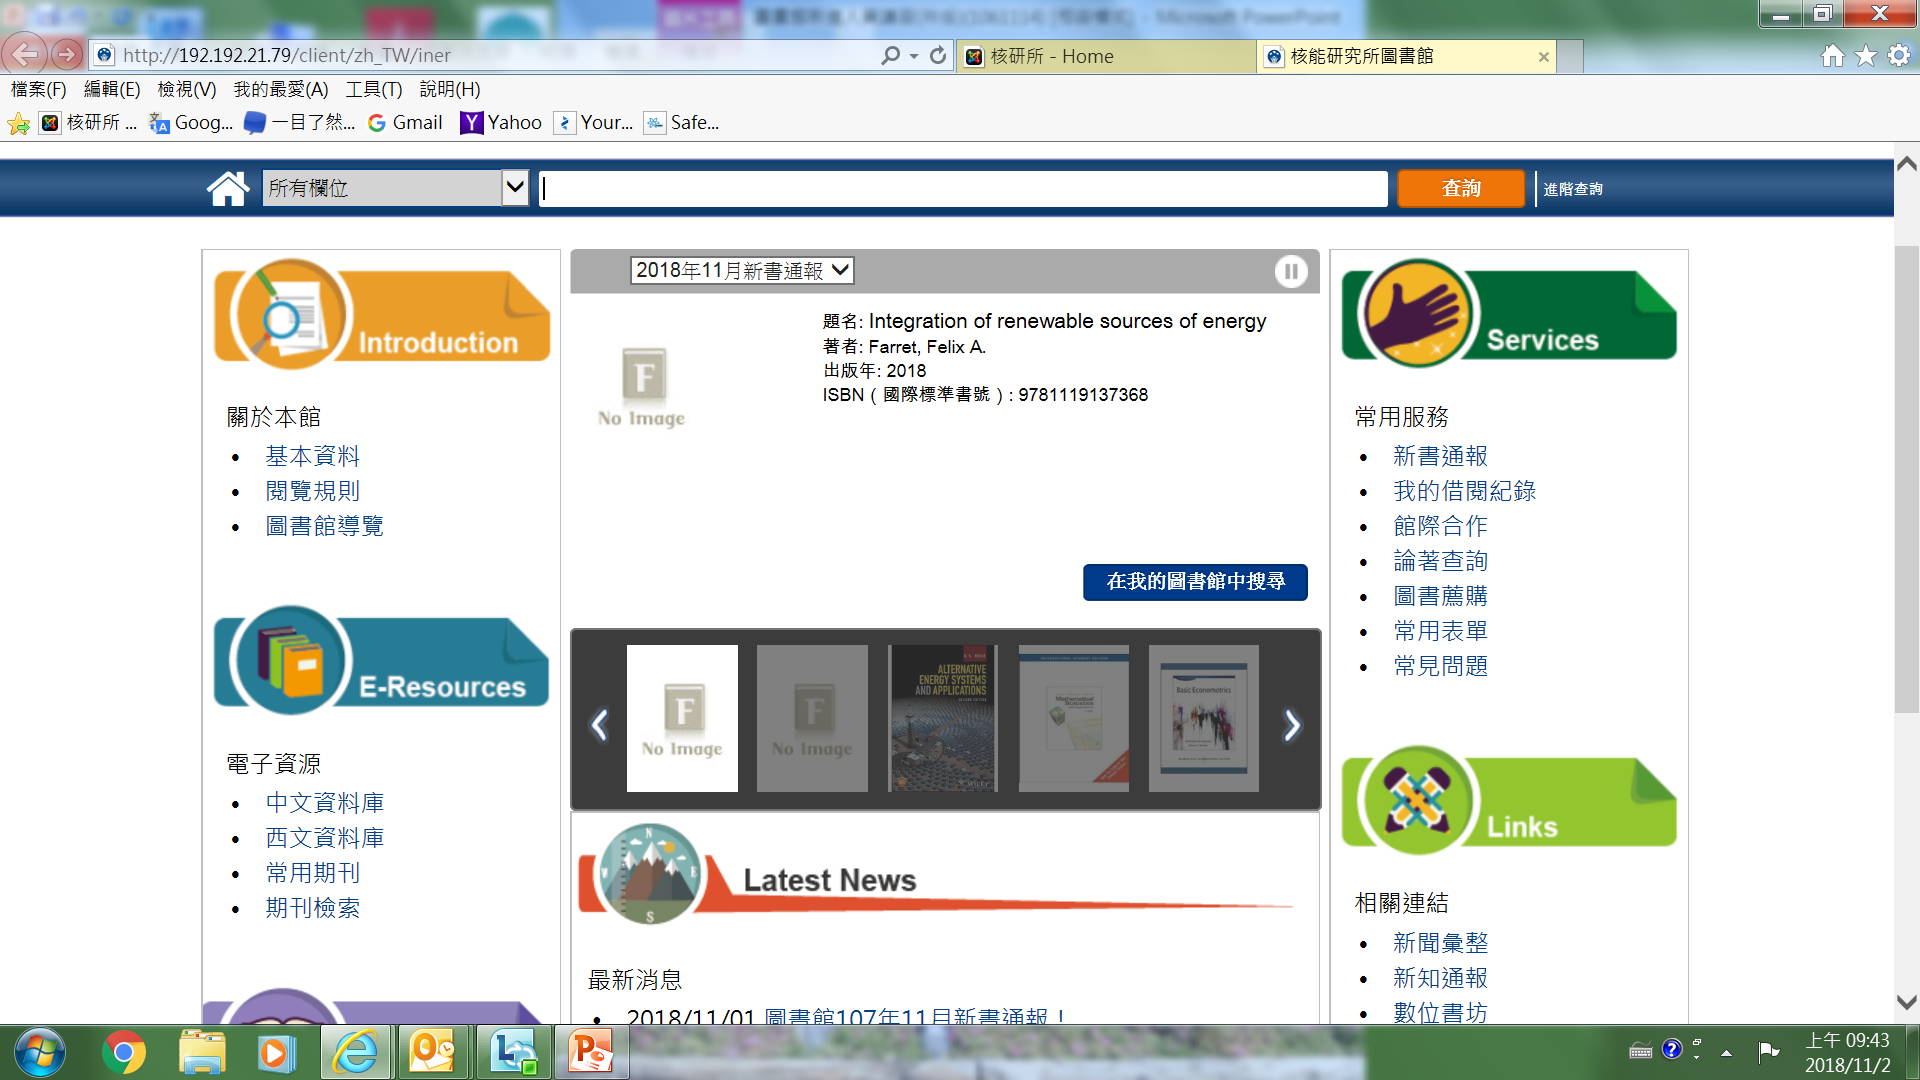 http://192.192.21.79/client/zh_TW/iner
核研所 - Home
核能研究所圖書館
檔案(F) 編輯(E) 檢視(V) 我的最愛(A) 工具(T) 說明(H)
核研所 ... Goog... 一目了然... Gmail Yahoo Your... Safe...
所有欄位
查詢
進階查詢
Introduction
關於本館
基本資料
閱覽規則
圖書館導覽
E-Resources
電子資源
中文資料庫
西文資料庫
常用期刊
期刊檢索
2018年11月新書通報
題名: Integration of renewable sources of energy
著者: Farret, Felix A.
出版年: 2018
ISBN ( 國際標準書號 ) : 9781119137368
F
No Image
在我的圖書館中搜尋
F
No Image
F
No Image
ALTERNATIVE
ENERGY SYSTEMS
AND APPLICATIONS
Basic Econometrics
Latest News
N
W
E
S
最新消息
2018/11/01 圖書館107年11月新書通報！
Services
常用服務
新書通報
我的借閱紀錄
館際合作
論著查詢
圖書薦購
常用表單
常見問題
Links
相關連結
新聞彙整
新知通報
數位書坊
上午 09:43
2018/11/2